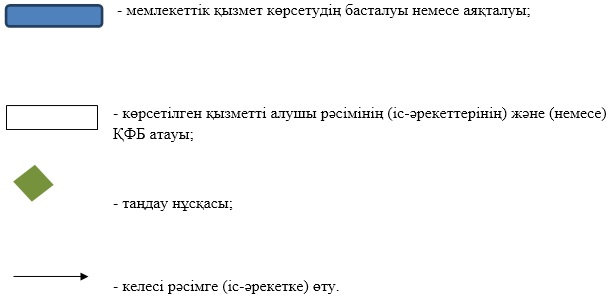 - мемлекеттік қызмет көрсетудің басталуы немесе аяқталуы;
- көрсетілген қызметті алушы рәсімінің (іс-әрекеттерінің) және (немесе)
ҚФБ атауы;
- таңдау нұсқасы;
- келесі рәсімге (іс-әрекетке) өту.